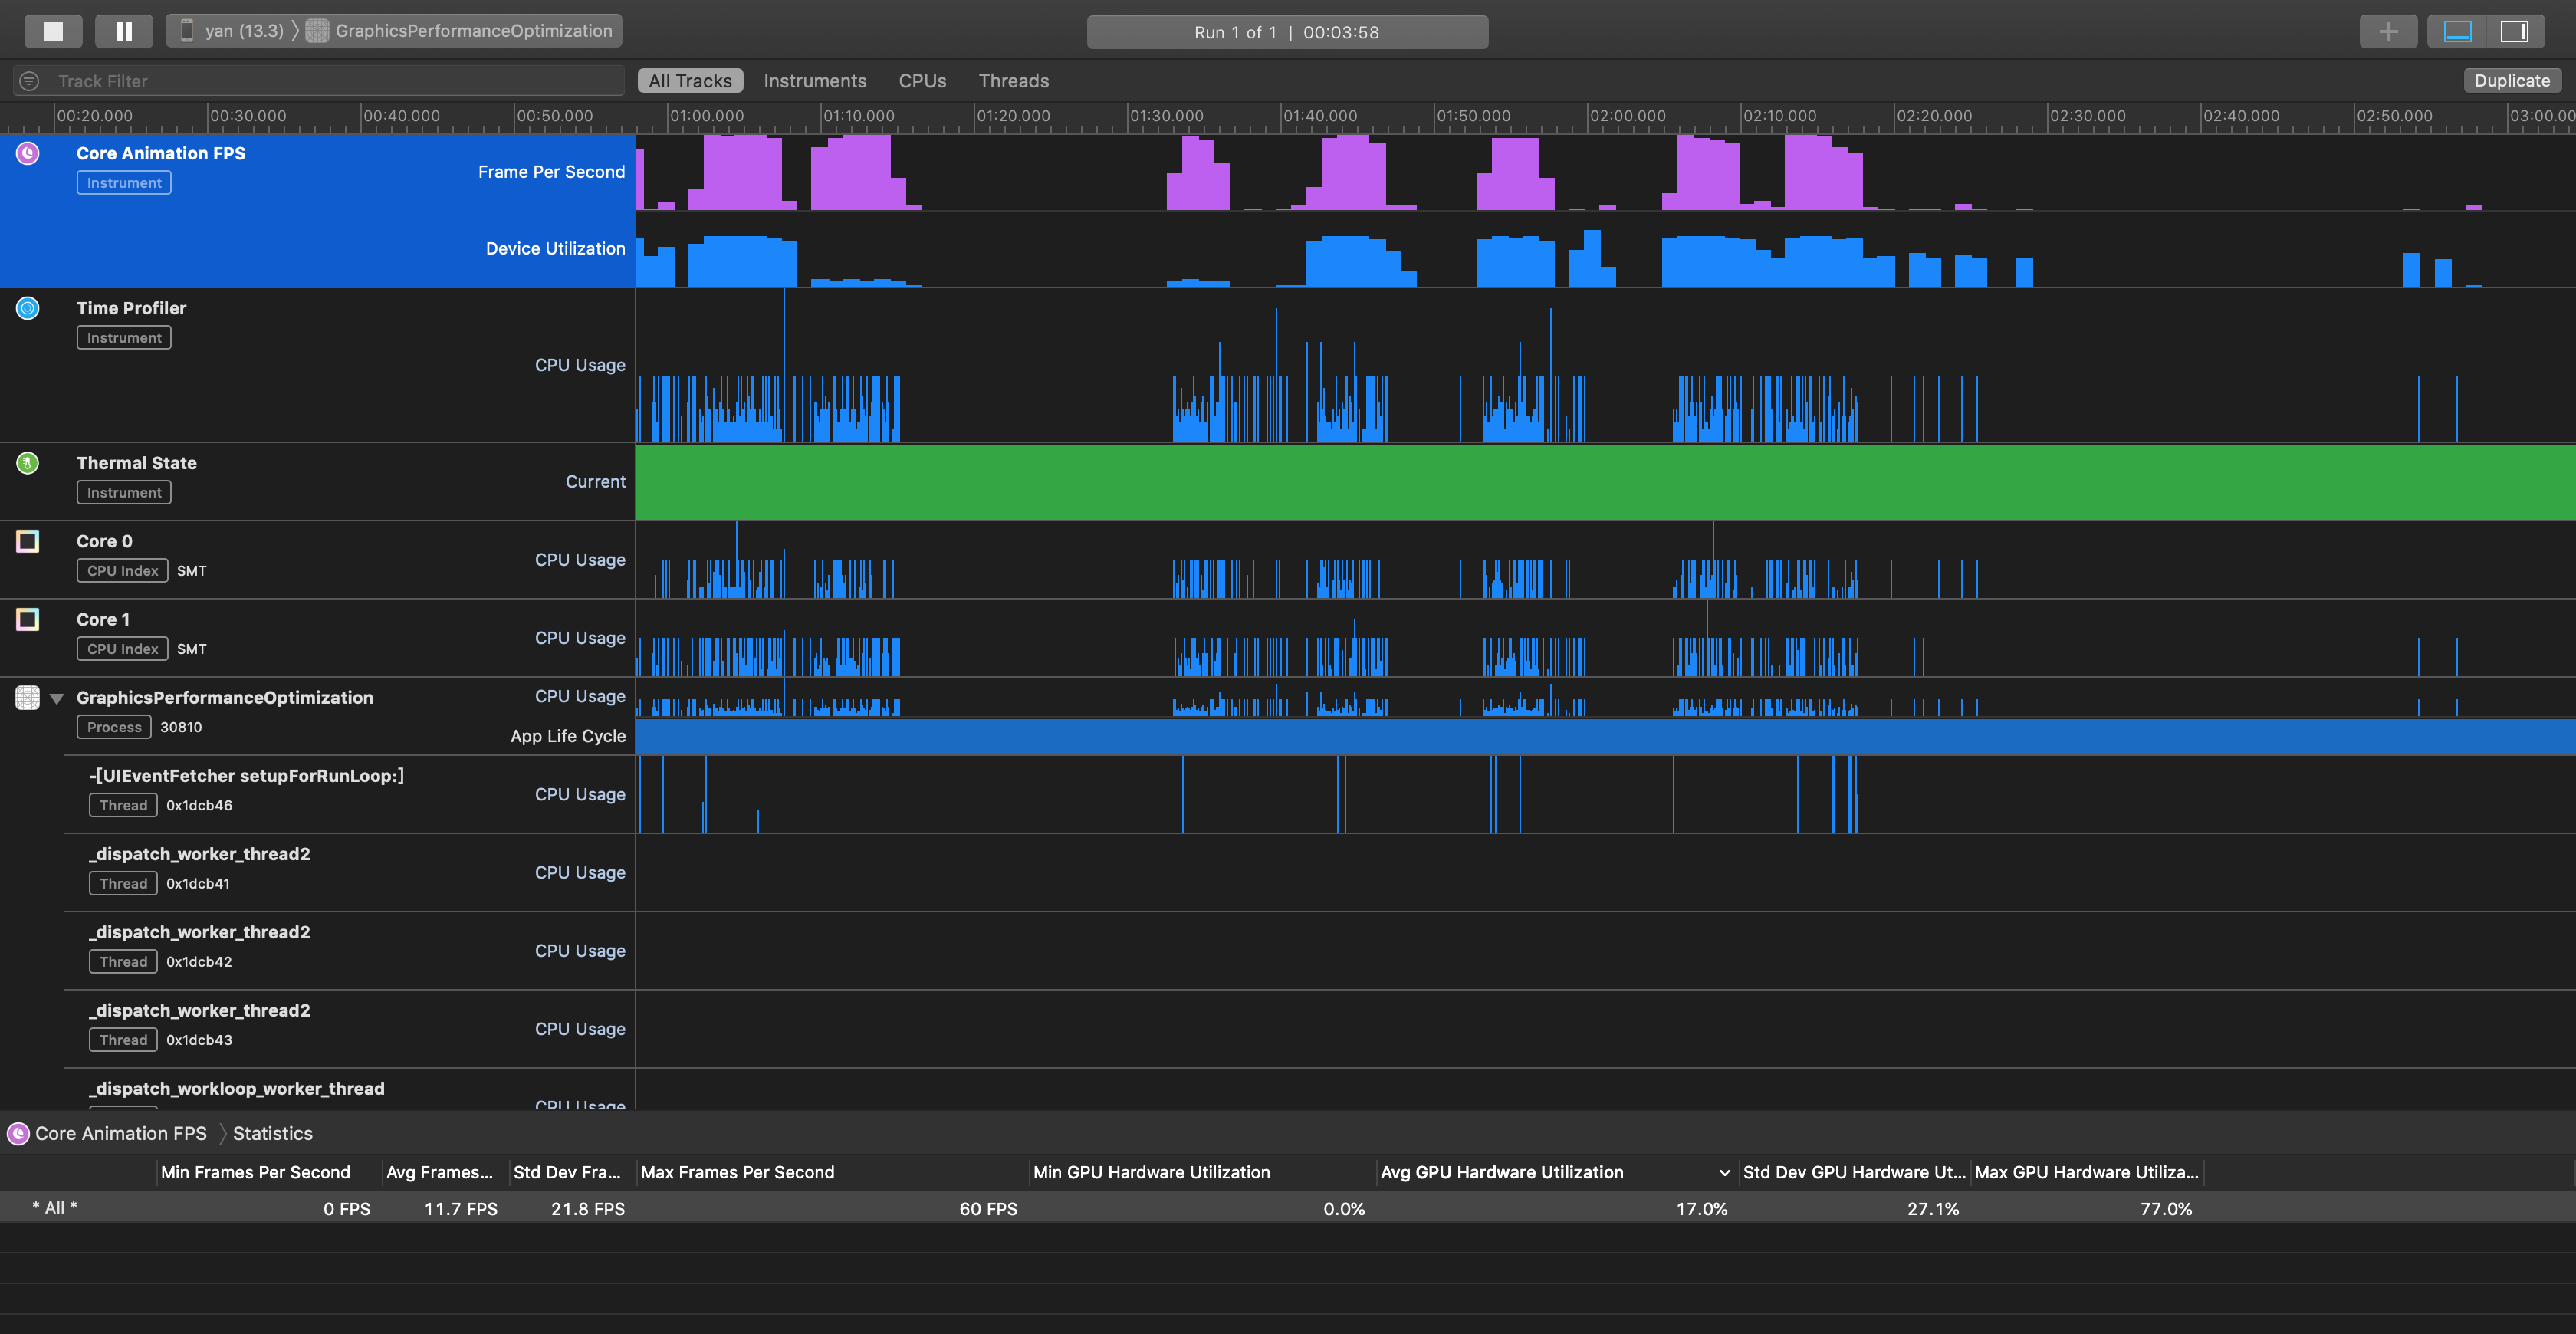 yan (13.3) GraphicsPerformanceOptimization Run 1 of 1 | 00:03:58
Track Filter All Tracks Instruments CPUs Threads Duplicate
00:20.000 00:30.000 00:40.000 00:50.000 01:00.000 01:10.000 01:20.000 01:30.000 01:40.000 01:50.000 02:00.000 02:10.000 02:20.000 02:30.000 02:40.000 02:50.000 03:00.00
Core Animation FPS
Frame Per Second
Instrument
Device Utilization
Time Profiler
Instrument
CPU Usage
Thermal State
Current
Instrument
Core 0
CPU Usage
CPU Index SMT
Core 1
CPU Usage
CPU Index SMT
GraphicsPerformanceOptimization CPU Usage
Process 30810
App Life Cycle
-[UIEventFetcher setupForRunLoop:]
CPU Usage
Thread 0x1dcb46
_dispatch_worker_thread2
CPU Usage
Thread 0x1dcb41
_dispatch_worker_thread2
CPU Usage
Thread 0x1dcb42
_dispatch_worker_thread2
CPU Usage
Thread 0x1dcb43
_dispatch_workloop_worker_thread
CPU Usage
Core Animation FPS Statistics
Min Frames Per Second Avg Frames... Std Dev Fra... Max Frames Per Second Min GPU Hardware Utilization Avg GPU Hardware Utilization Std Dev GPU Hardware Ut... Max GPU Hardware Utiliza...
* All * 0 FPS 11.7 FPS 21.8 FPS 60 FPS 0.0% 17.0% 27.1% 77.0%